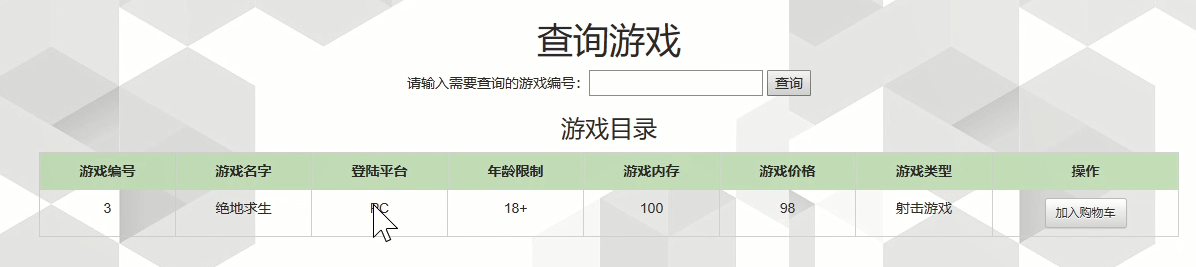 查询游戏
请输入需要查询的游戏编号： 查询
游戏目录
游戏编号 游戏名字 登陆平台 年龄限制 游戏内存 游戏价格 游戏类型 操作
3 绝地求生 PC 18+ 100 98 射击游戏 加入购物车